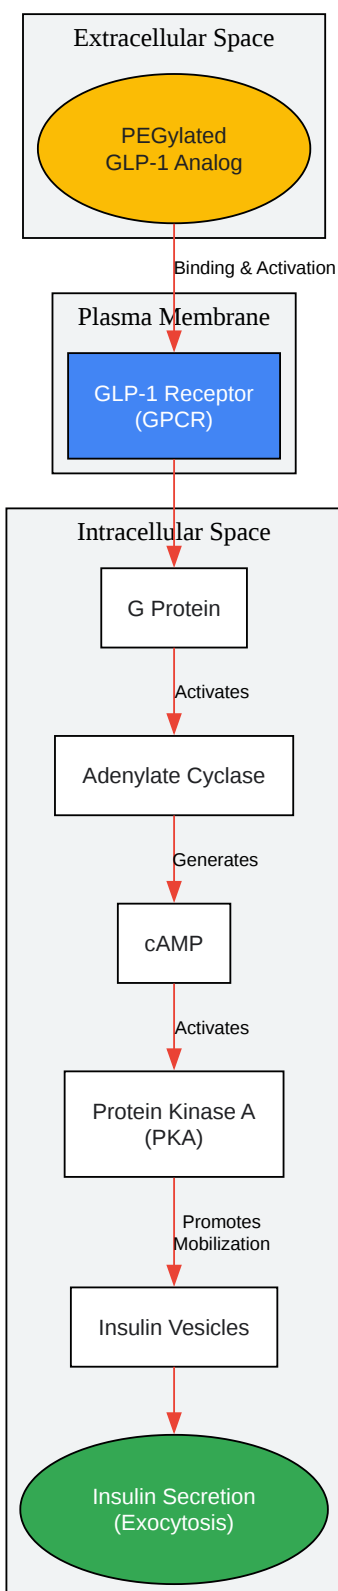 Extracellular Space
PEGylated
GLP-1 Analog
Binding & Activation
Plasma Membrane
GLP-1 Receptor
(GPCR)
Intracellular Space
G Protein
Activates
Adenylate Cyclase
Generates
cAMP
Activates
Protein Kinase A
(PKA)
Promotes
Mobilization
Insulin Vesicles
Insulin Secretion
(Exocytosis)